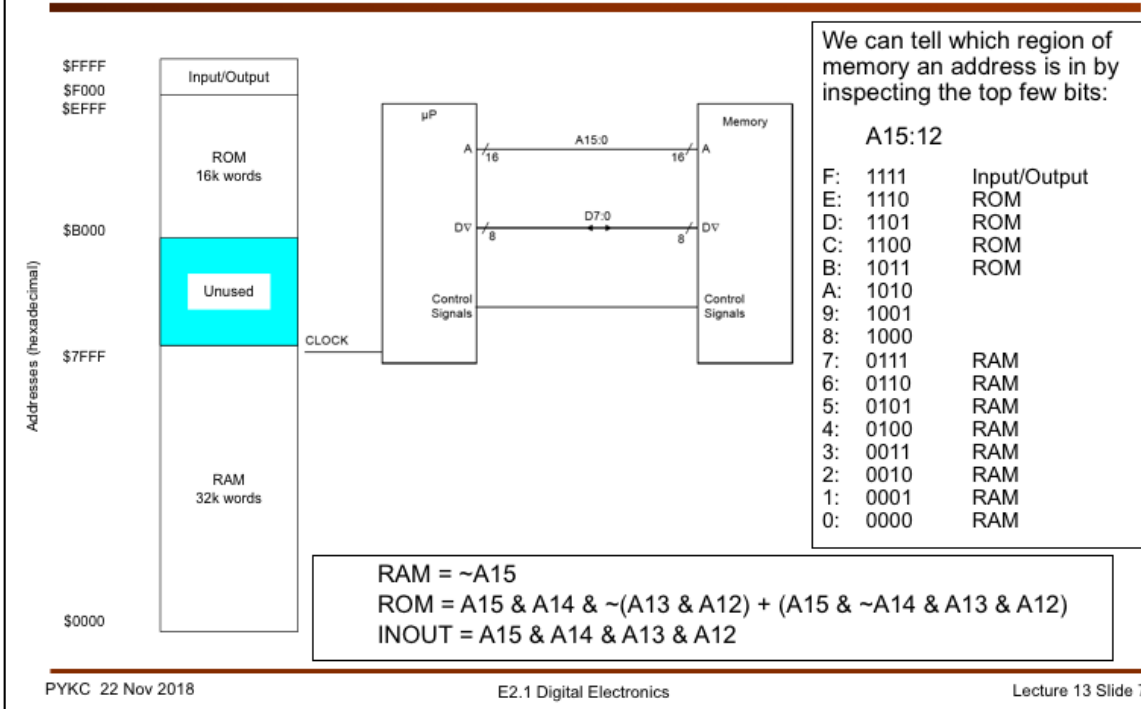 $FFFF
$F000
$EFFF
$B000
$7FFF
$0000
Addresses (hexadecimal)
Input/Output
ROM
16k words
Unused
RAM
32k words
CLOCK
µP
A
16
A15:0
16
A
Memory
D∇
8
D7:0
8
D∇
Control
Signals
Control
Signals
We can tell which region of
memory an address is in by
inspecting the top few bits:
A15:12
F: 1111 Input/Output
E: 1110 ROM
D: 1101 ROM
C: 1100 ROM
B: 1011 ROM
A: 1010
9: 1001
8: 1000
7: 0111 RAM
6: 0110 RAM
5: 0101 RAM
4: 0100 RAM
3: 0011 RAM
2: 0010 RAM
1: 0001 RAM
0: 0000 RAM
RAM = ~A15
ROM = A15 & A14 & ~(A13 & A12) + (A15 & ~A14 & A13 & A12)
INOUT = A15 & A14 & A13 & A12
PYKC 22 Nov 2018
E2.1 Digital Electronics
Lecture 13 Slide 7